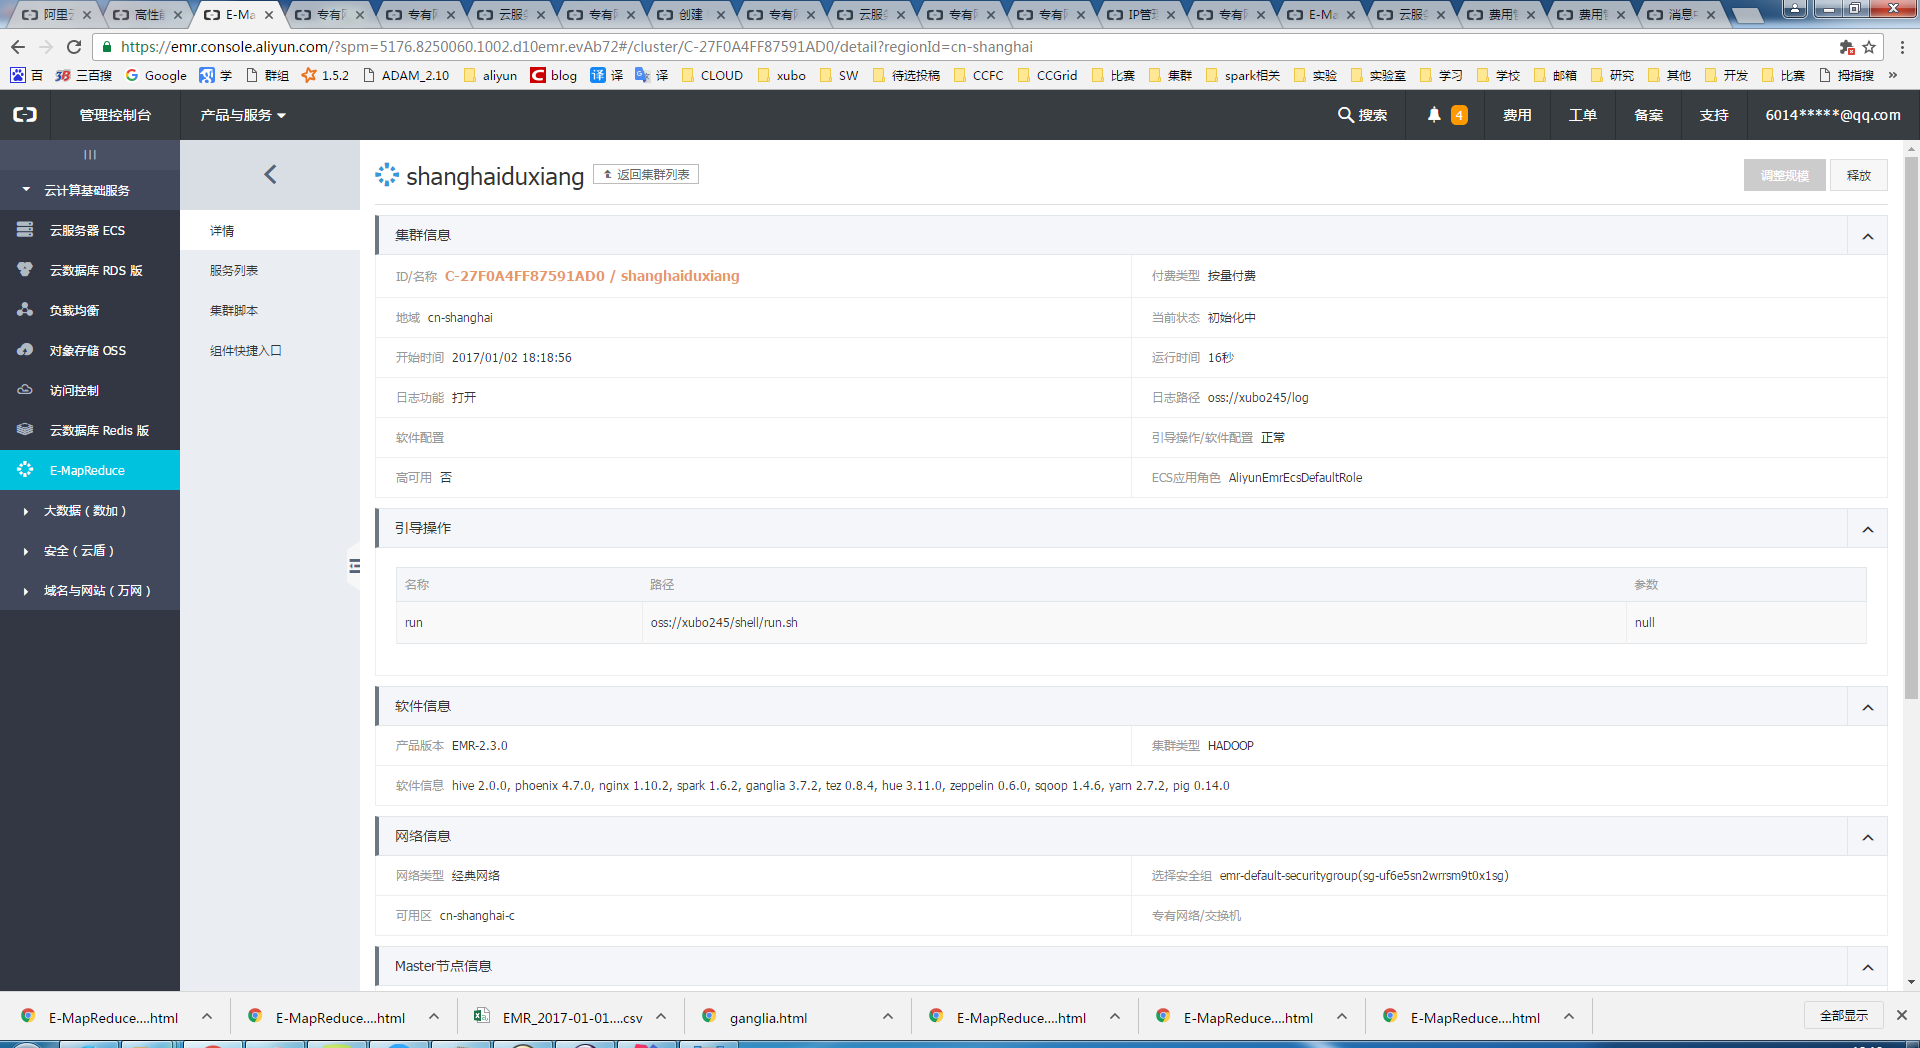 阿里云
高性能
E-Ma
专有网
专有网
云服务
专有网
创建
专有网
云服务
专有网
专有网
IP管理
专有网
E-Ma
云服务
费用
费用
消息中
https://emr.console.aliyun.com/?spm=5176.8250060.1002.d10emr.evAb72#/cluster/C-27F0A4FF87591AD0/detail?regionId=cn-shanghai
百 三百搜 Google 学 群组 1.5.2 ADAM_2.10 aliyun blog 译 译 CLOUD xubo SW 待选投稿 CCFC CCGrid 比赛 集群 spark相关 实验 实验室 学习 学校 邮箱 研究 其他 开发 比赛 拇指搜 »
管理控制台 产品与服务 搜索 4 费用 工单 备案 支持 6014*****@qq.com
云计算基础服务
云服务器 ECS
云数据库 RDS 版
负载均衡
对象存储 OSS
访问控制
云数据库 Redis 版
E-MapReduce
大数据（数加）
安全（云盾）
域名与网站（万网）
详情
服务列表
集群脚本
组件快捷入口
shanghaiduxiang 返回集群列表 调整规模 释放
集群信息
ID/名称 C-27F0A4FF87591AD0 / shanghaiduxiang 付费类型 按量付费
地域 cn-shanghai 当前状态 初始化中
开始时间 2017/01/02 18:18:56 运行时间 16秒
日志功能 打开 日志路径 oss://xubo245/log
软件配置 引导操作/软件配置 正常
高可用 否 ECS应用角色 AliyunEmrEcsDefaultRole
引导操作
名称 路径 参数
run oss://xubo245/shell/run.sh null
软件信息
产品版本 EMR-2.3.0 集群类型 HADOOP
软件信息 hive 2.0.0, phoenix 4.7.0, nginx 1.10.2, spark 1.6.2, ganglia 3.7.2, tez 0.8.4, hue 3.11.0, zeppelin 0.6.0, sqoop 1.4.6, yarn 2.7.2, pig 0.14.0
网络信息
网络类型 经典网络 选择安全组 emr-default-securitygroup(sg-uf6e5sn2wrrsm9t0x1sg)
可用区 cn-shanghai-c 专有网络/交换机
Master节点信息
E-MapReduce....html E-MapReduce....html EMR_2017-01-01....csv ganglia.html E-MapReduce....html E-MapReduce....html E-MapReduce....html 全部显示